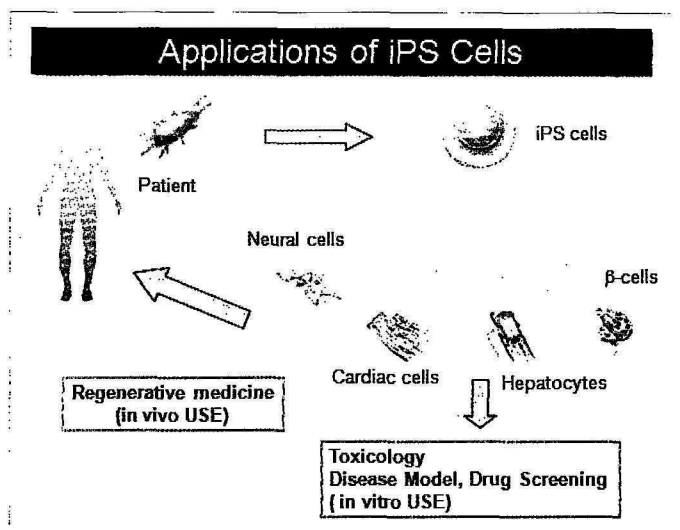 Applications of iPS Cells
iPS cells
Patient
Neural cells
β-cells
Cardiac cells
Hepatocytes
Regenerative medicine
(in vivo USE)
Toxicology
Disease Model, Drug Screening
( in vitro USE)